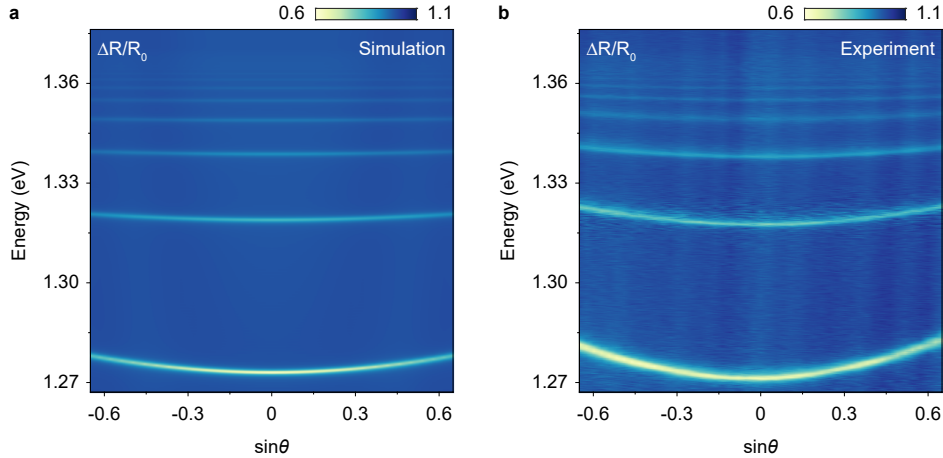 a
0.6 1.1
ΔR/R₀ Simulation
1.36
1.33
1.30
1.27
Energy (eV)
-0.6 -0.3 0 0.3 0.6
sinθ
b
0.6 1.1
ΔR/R₀ Experiment
1.36
1.33
1.30
1.27
Energy (eV)
-0.6 -0.3 0 0.3 0.6
sinθ